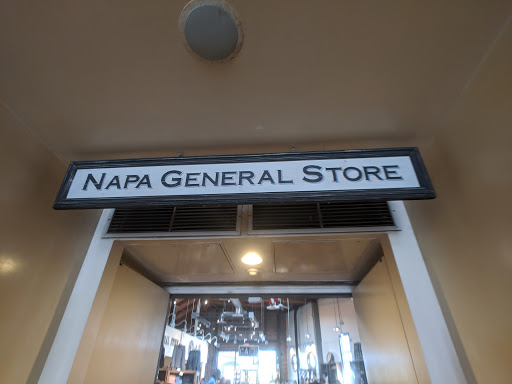 NAPA GENERAL STORE